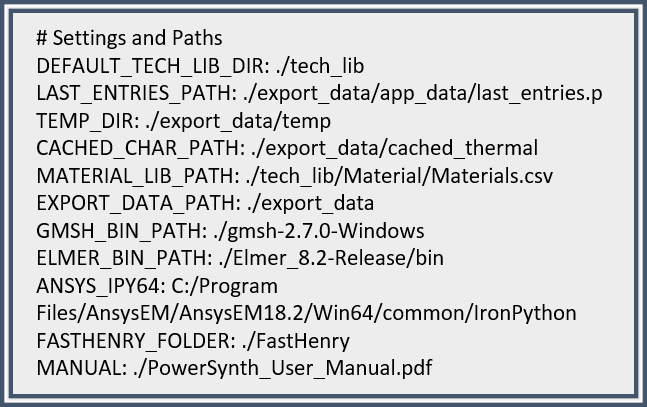 # Settings and Paths
DEFAULT_TECH_LIB_DIR: ./tech_lib
LAST_ENTRIES_PATH: ./export_data/app_data/last_entries.p
TEMP_DIR: ./export_data/temp
CACHED_CHAR_PATH: ./export_data/cached_thermal
MATERIAL_LIB_PATH: ./tech_lib/Material/Materials.csv
EXPORT_DATA_PATH: ./export_data
GMSH_BIN_PATH: ./gmsh-2.7.0-Windows
ELMER_BIN_PATH: ./Elmer_8.2-Release/bin
ANSYS_IPY64: C:/Program
Files/AnsysEM/AnsysEM18.2/Win64/common/IronPython
FASTHENRY_FOLDER: ./FastHenry
MANUAL: ./PowerSynth_User_Manual.pdf